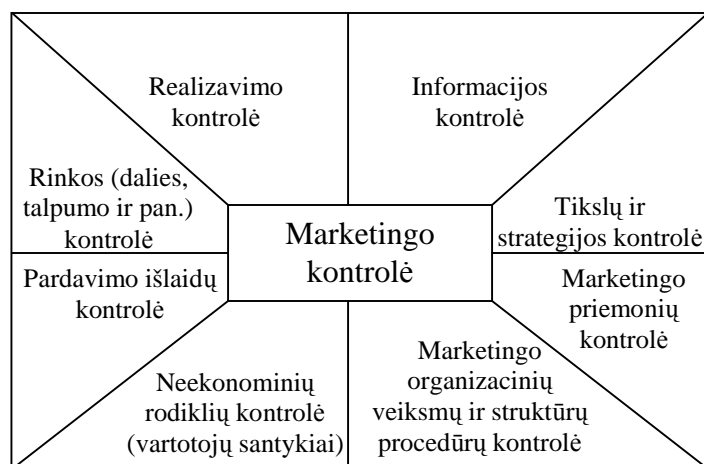 Realizavimo
kontrolė
Informacijos
kontrolė
Rinkos (dalies,
talpumo ir pan.)
kontrolė
Marketingo
kontrolė
Tikslų ir
strategijos kontrolė
Pardavimo išlaidų
kontrolė
Marketingo
priemonių
kontrolė
Neekonominių
rodiklių kontrolė
(vartotojų santykiai)
Marketingo
organizacinių
veiksmų ir struktūrų
procedūrų kontrolė